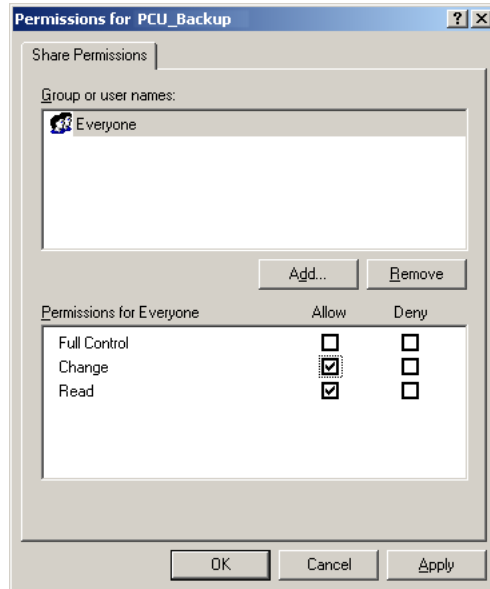 Permissions for PCU_Backup
Share Permissions
Group or user names:
Everyone
Add... Remove
Permissions for Everyone Allow Deny
Full Control
Change
Read
OK Cancel Apply